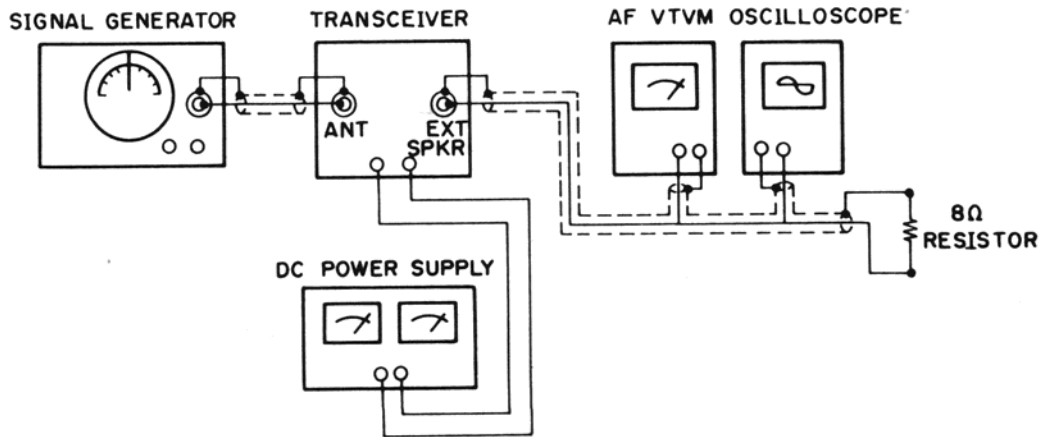 SIGNAL GENERATOR
TRANSCEIVER
AF VTVM OSCILLOSCOPE
ANT
EXT
SPKR
8Ω
RESISTOR
DC POWER SUPPLY